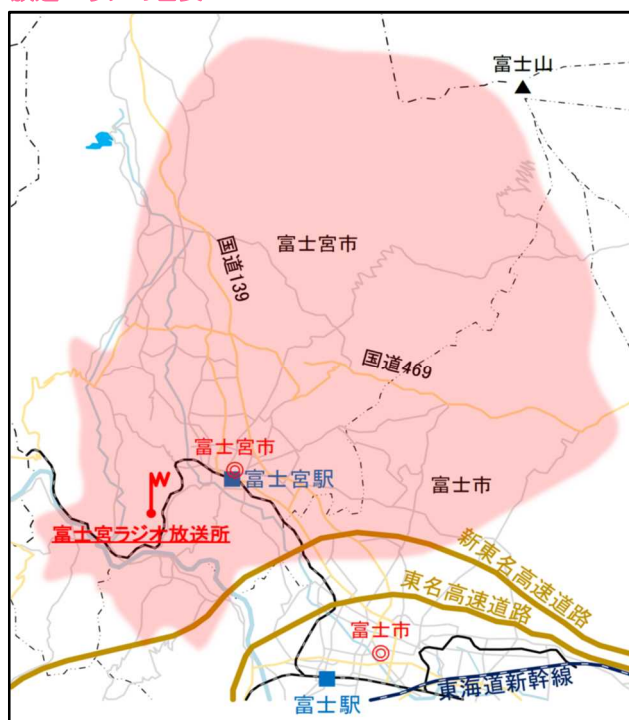 富士山
富士宮市
国道139
国道469
富士宮市
富士宮駅
富士市
富士宮ラジオ放送所
新東名高速道路
東名高速道路
富士市
東海道新幹線
富士駅